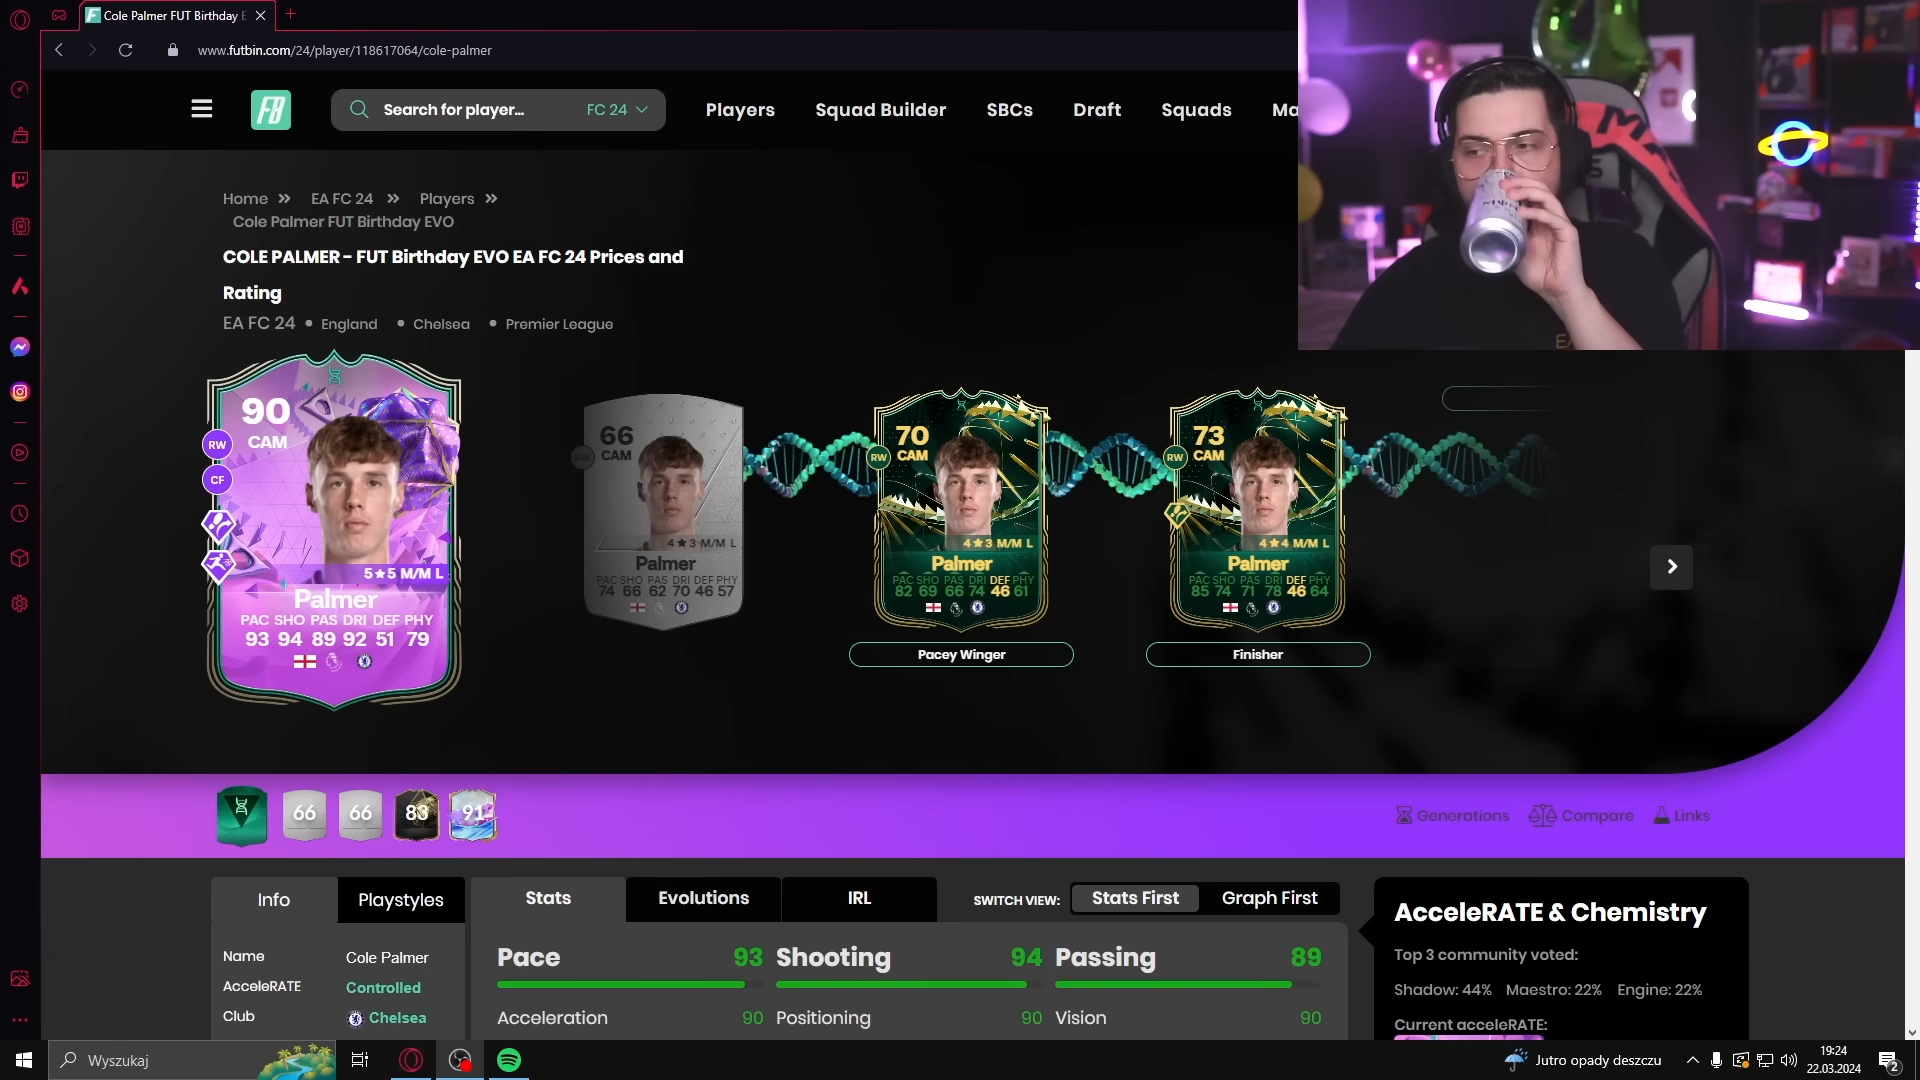 Cole Palmer FUT Birthday E
www.futbin.com/24/player/118617064/cole-palmer
Search for player...
FC 24
Players
Squad Builder
SBCs
Draft
Squads
Ma
Home » EA FC 24 » Players »
Cole Palmer FUT Birthday EVO
COLE PALMER - FUT Birthday EVO EA FC 24 Prices and
Rating
EA FC 24 • England • Chelsea • Premier League
90
CAM
RW
CF
5★5 M/M L
Palmer
PAC SHO PAS DRI DEF PHY
93 94 89 92 51 79
66
CAM
RW
4★3 M/M L
Palmer
PAC SHO PAS DRI DEF PHY
74 66 62 70 46 57
70
CAM
RW
4★3 M/M L
Palmer
PAC SHO PAS DRI DEF PHY
82 69 66 74 46 61
Pacey Winger
73
CAM
RW
4★4 M/M L
Palmer
PAC SHO PAS DRI DEF PHY
85 74 71 78 46 64
Finisher
66
66
83
91
Generations
Compare
Links
Info
Playstyles
Name Cole Palmer
AcceleRATE Controlled
Club Chelsea
Stats
Evolutions
IRL
SWITCH VIEW:
Stats First
Graph First
Pace 93
Shooting 94
Passing 89
Acceleration 90
Positioning 90
Vision 90
AcceleRATE & Chemistry
Top 3 community voted:
Shadow: 44% Maestro: 22% Engine: 22%
Current acceleRATE:
Wyszukaj
Jutro opady deszczu
19:24
22.03.2024
2